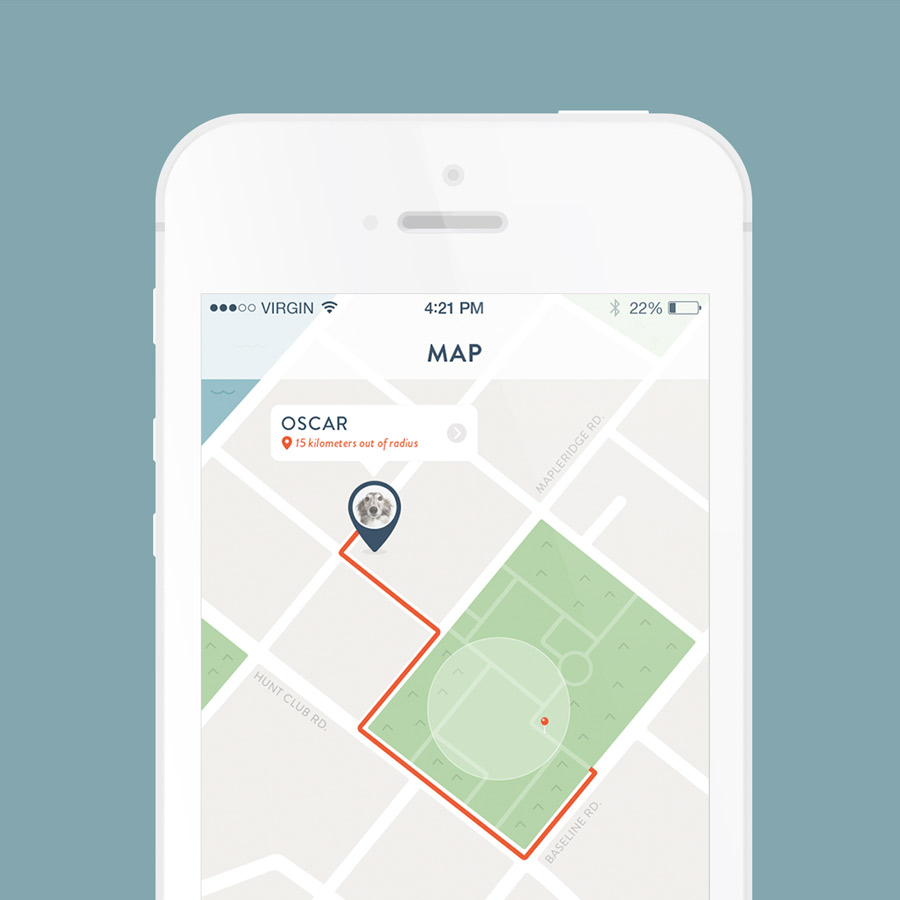 VIRGIN 4:21 PM 22%
MAP
OSCAR
15 kilometers out of radius
MAPLERIDGE RD.
HUNT CLUB RD.
BASELINE RD.